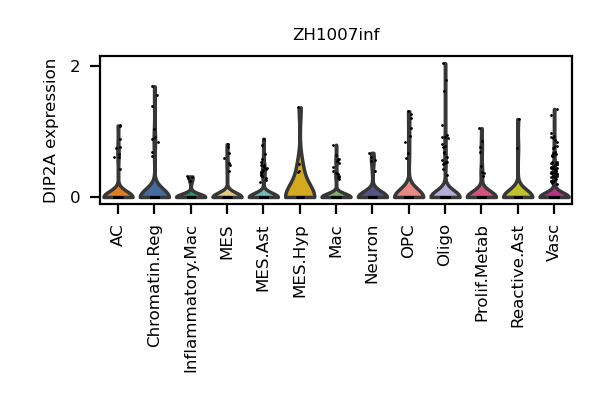 ZH1007inf
DIP2A expression
2
0
AC
Chromatin.Reg
Inflammatory.Mac
MES
MES.Ast
MES.Hyp
Mac
Neuron
OPC
Oligo
Prolif.Metab
Reactive.Ast
Vasc